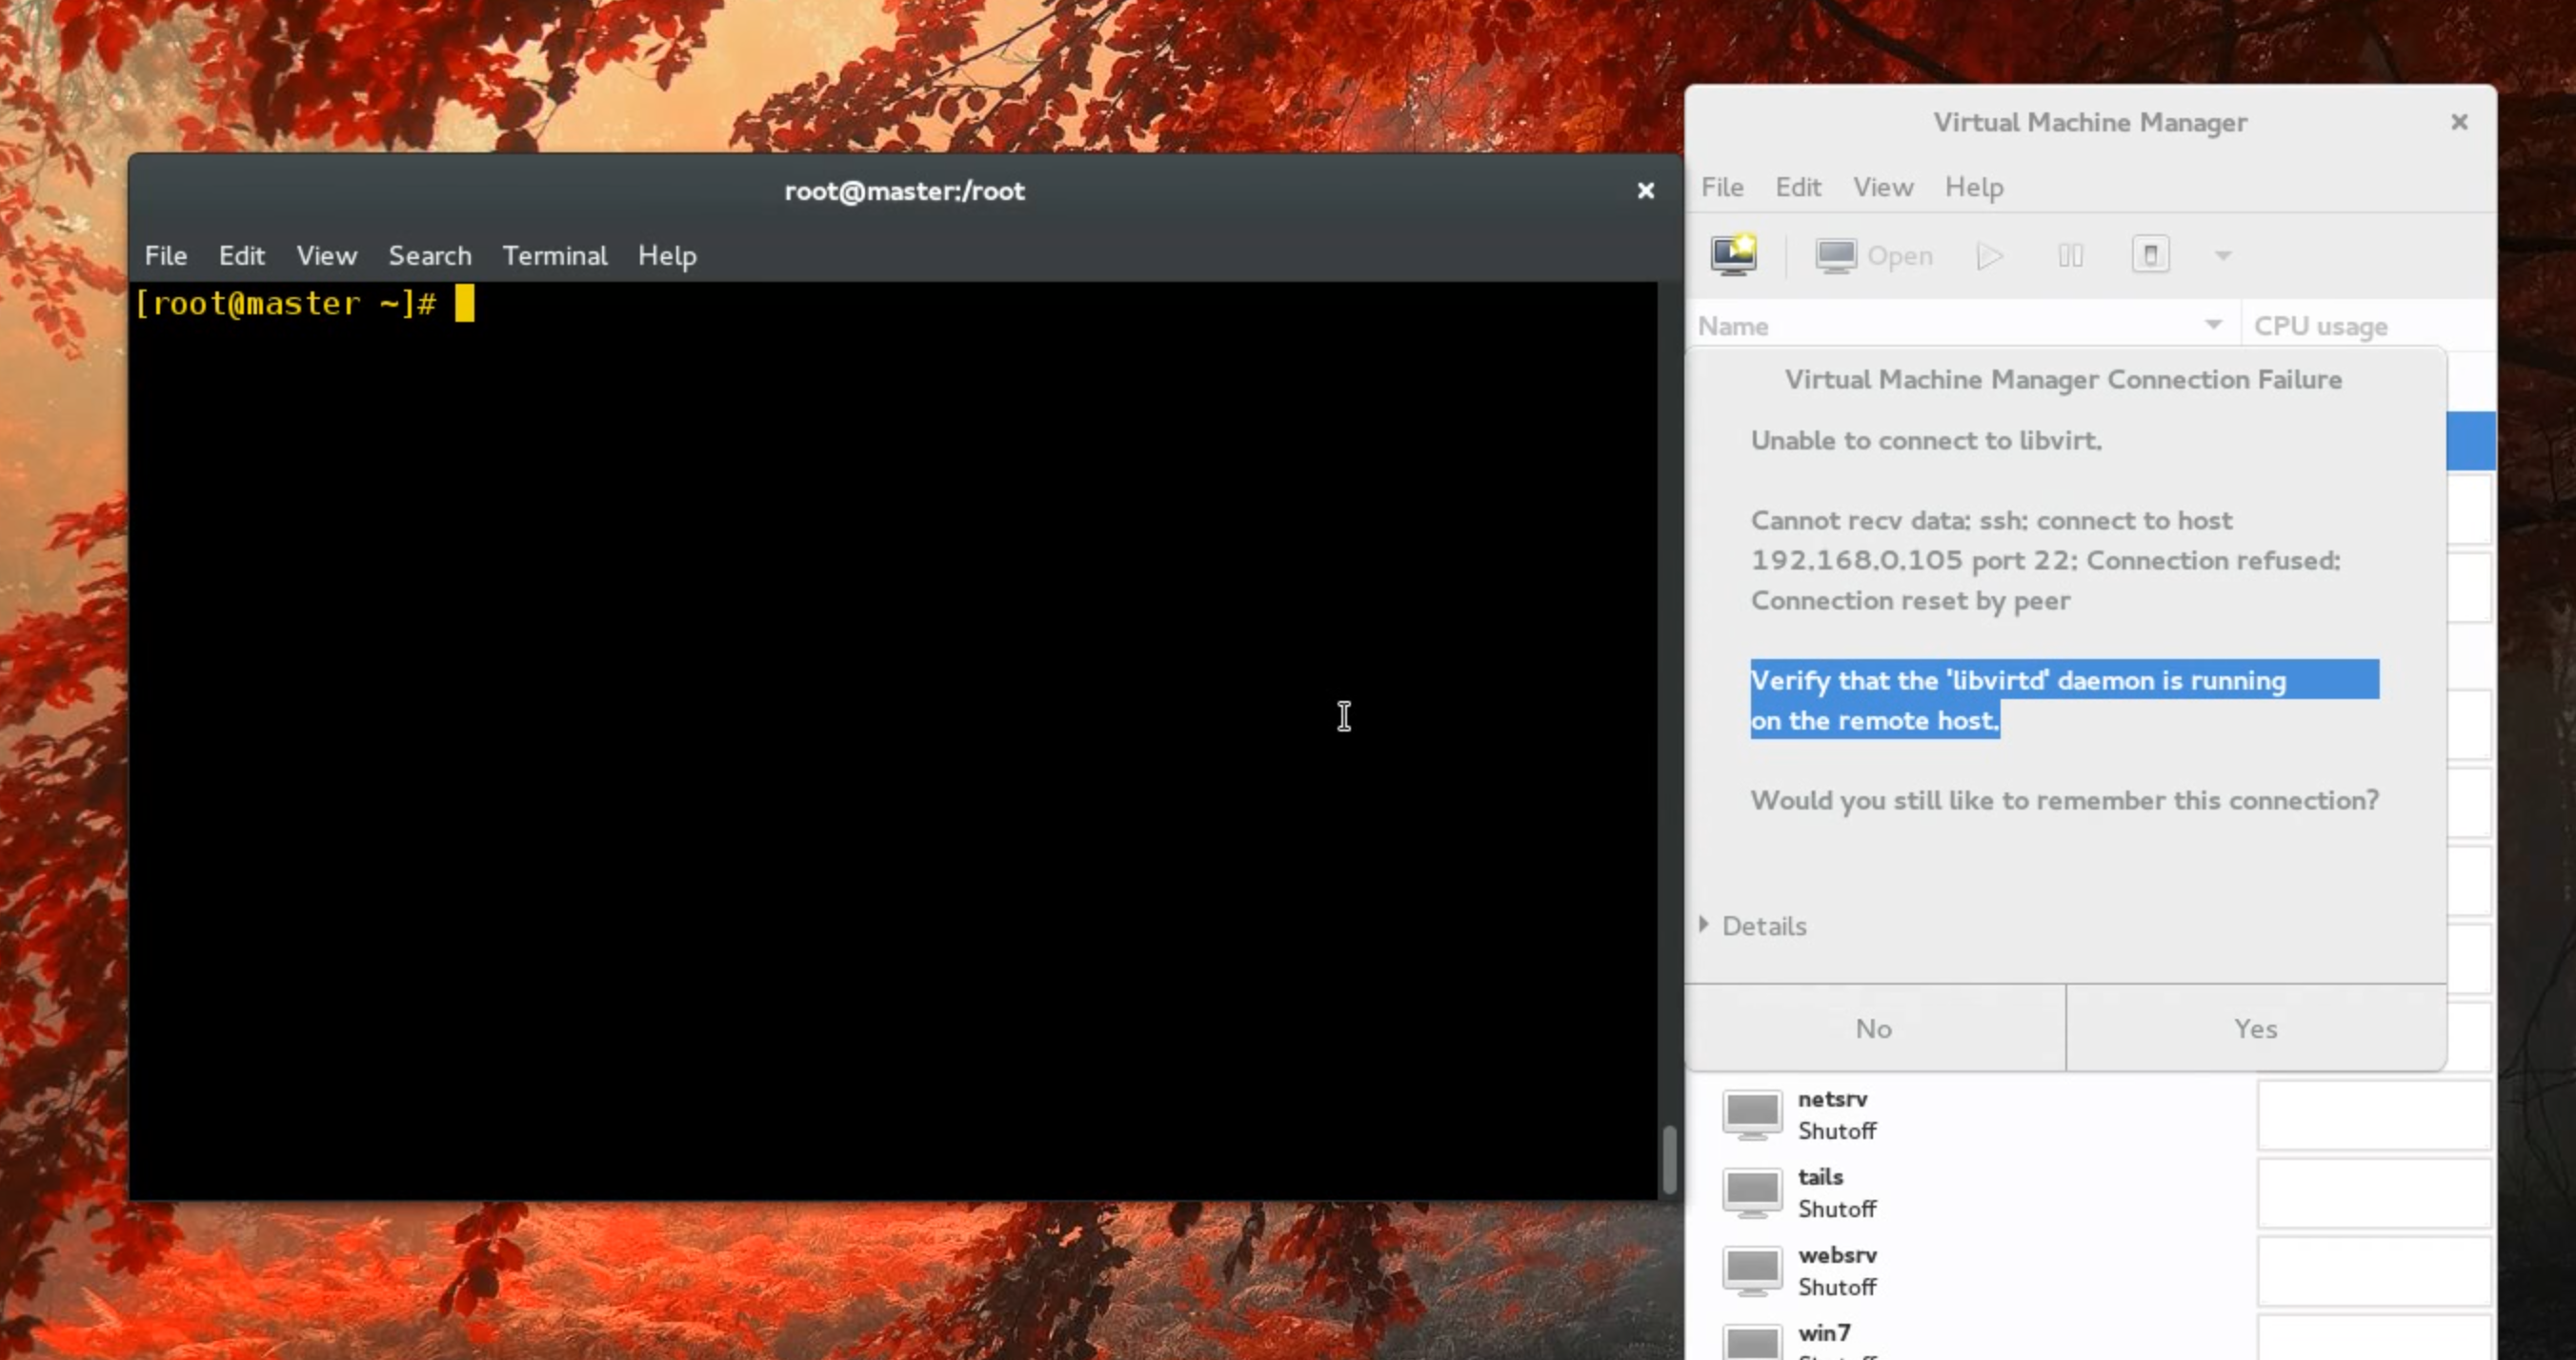 root@master:/root
File Edit View Search Terminal Help
[root@master ~]#
Virtual Machine Manager
File Edit View Help
Open
Name CPU usage
Virtual Machine Manager Connection Failure
Unable to connect to libvirt.
Cannot recv data: ssh: connect to host
192.168.0.105 port 22: Connection refused:
Connection reset by peer
Verify that the 'libvirtd' daemon is running
on the remote host.
Would you still like to remember this connection?
Details
No Yes
netsrv
Shutoff
tails
Shutoff
websrv
Shutoff
win7